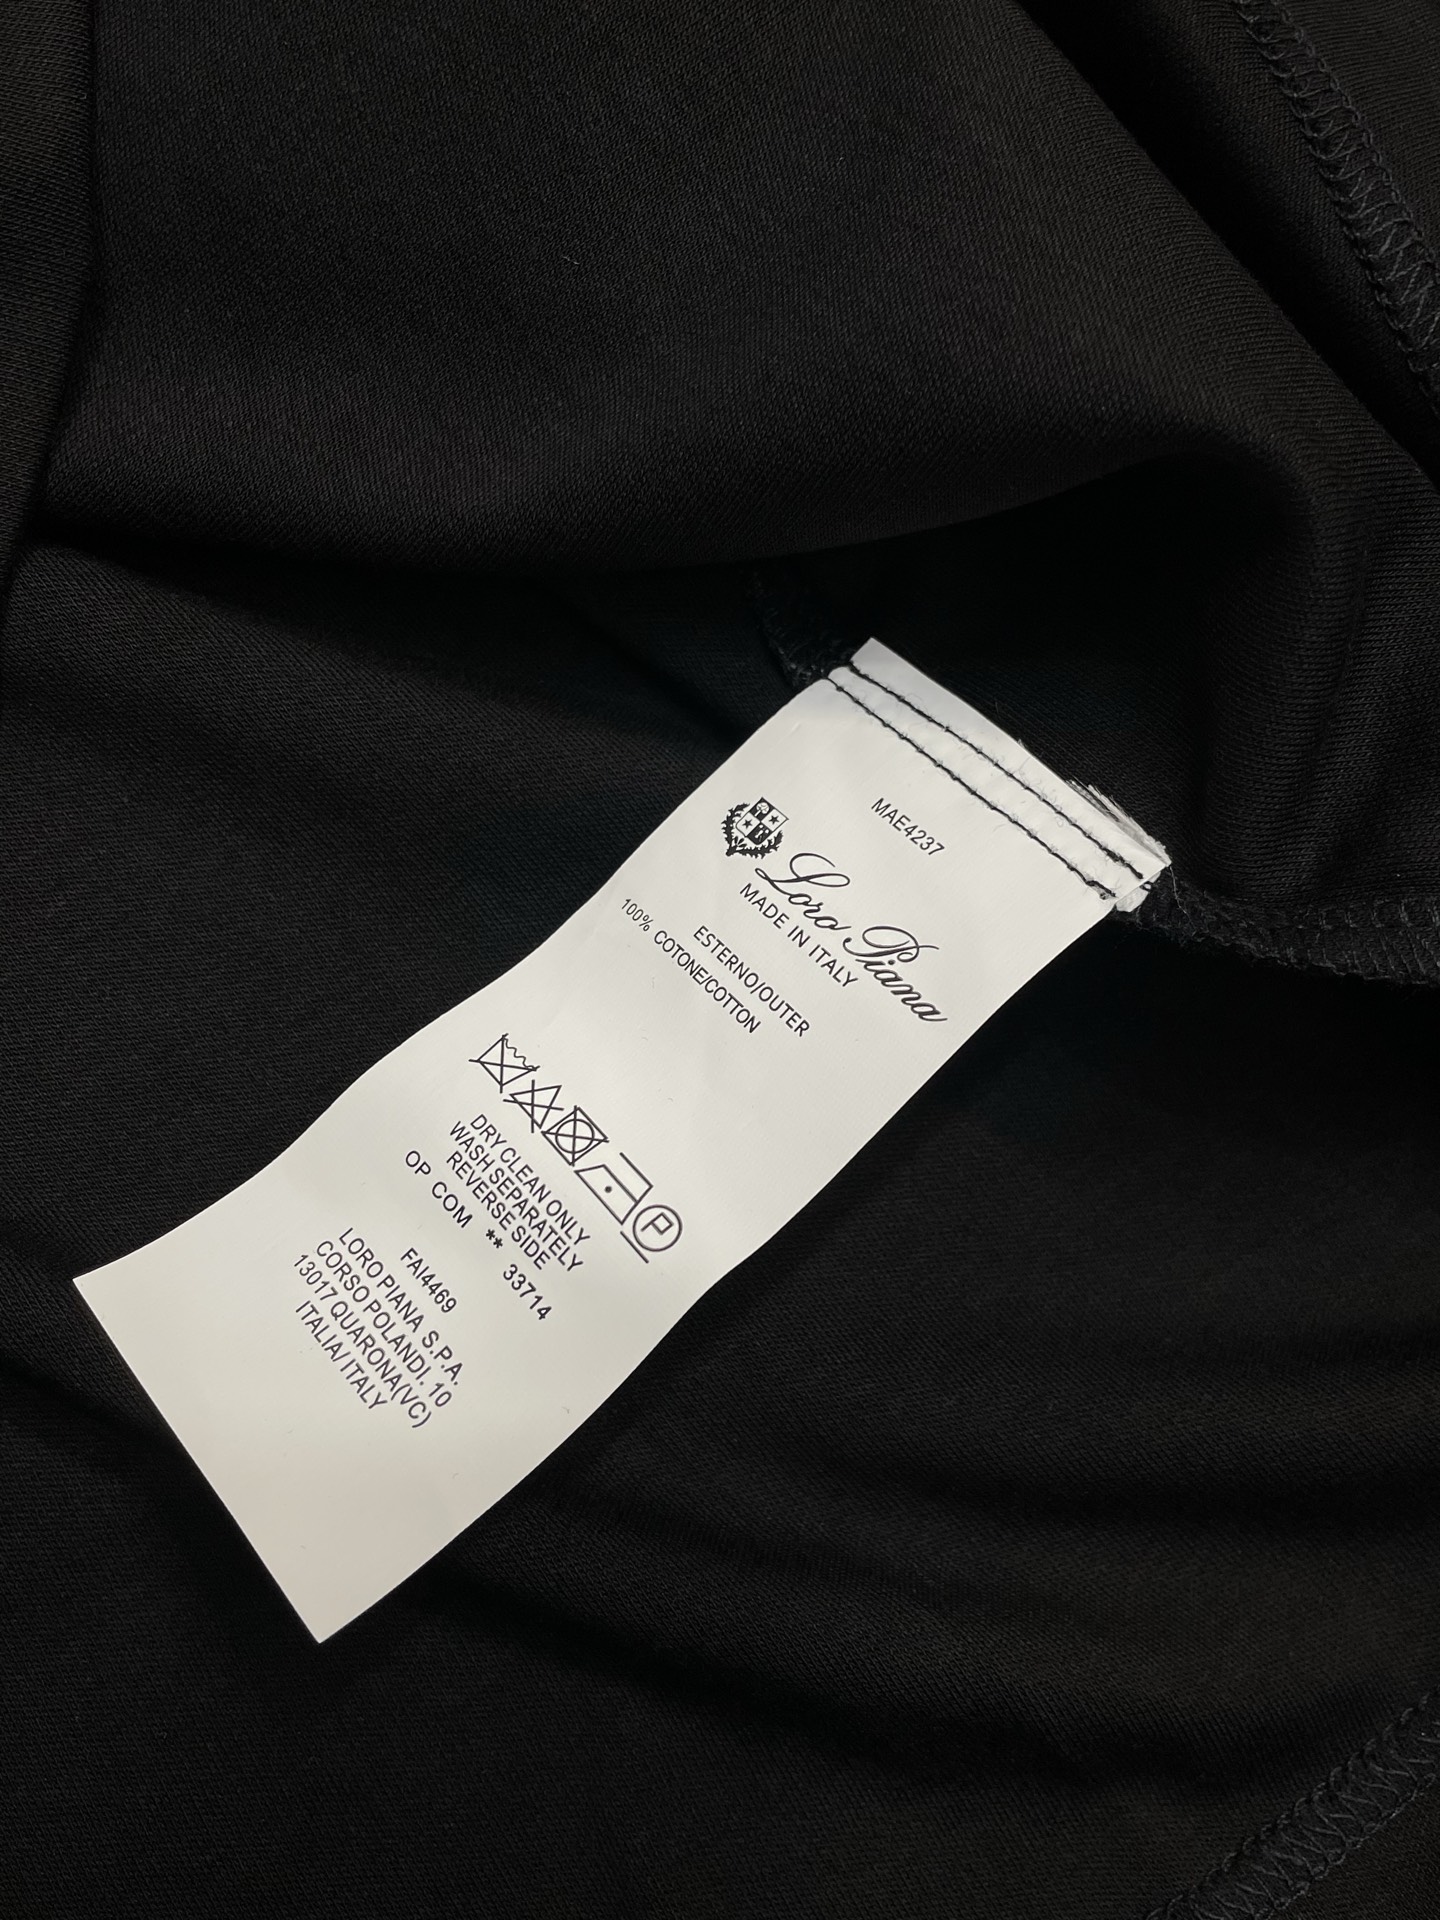 MAE4237
Loro Piana
MADE IN ITALY
ESTERNO/OUTER
100% COTONE/COTTON
P
DRY CLEAN ONLY
WASH SEPARATELY
REVERSE SIDE
OP COM ** 33714
FAI4469
LORO PIANA S.P.A.
CORSO POLANDI. 10
13017 QUARONA(VC)
ITALIA/ ITALY